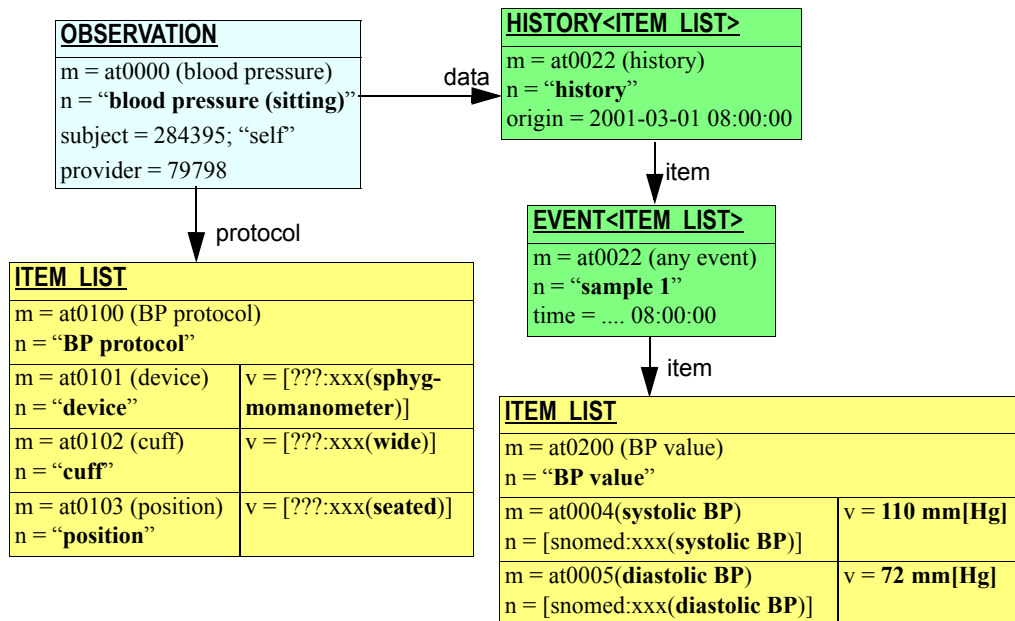 OBSERVATION
m = at0000 (blood pressure)
n = “blood pressure (sitting)”
subject = 284395; “self”
provider = 79798
data
HISTORY<ITEM_LIST>
m = at0022 (history)
n = “history”
origin = 2001-03-01 08:00:00
item
EVENT<ITEM_LIST>
m = at0022 (any event)
n = “sample 1”
time = .... 08:00:00
item
protocol
ITEM_LIST
m = at0100 (BP protocol)
n = “BP protocol”
m = at0101 (device)
n = “device”
v = [???:xxx(sphyg-
momanometer)]
m = at0102 (cuff)
n = “cuff”
v = [???:xxx(wide)]
m = at0103 (position)
n = “position”
v = [???:xxx(seated)]
ITEM_LIST
m = at0200 (BP value)
n = “BP value”
m = at0004(systolic BP)
n = [snomed:xxx(systolic BP)]
v = 110 mm[Hg]
m = at0005(diastolic BP)
n = [snomed:xxx(diastolic BP)]
v = 72 mm[Hg]